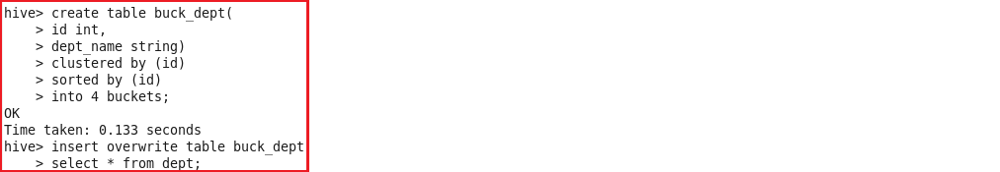 hive> create table buck_dept(
    > id int,
    > dept_name string)
    > clustered by (id)
    > sorted by (id)
    > into 4 buckets;
OK
Time taken: 0.133 seconds
hive> insert overwrite table buck_dept
    > select * from dept;